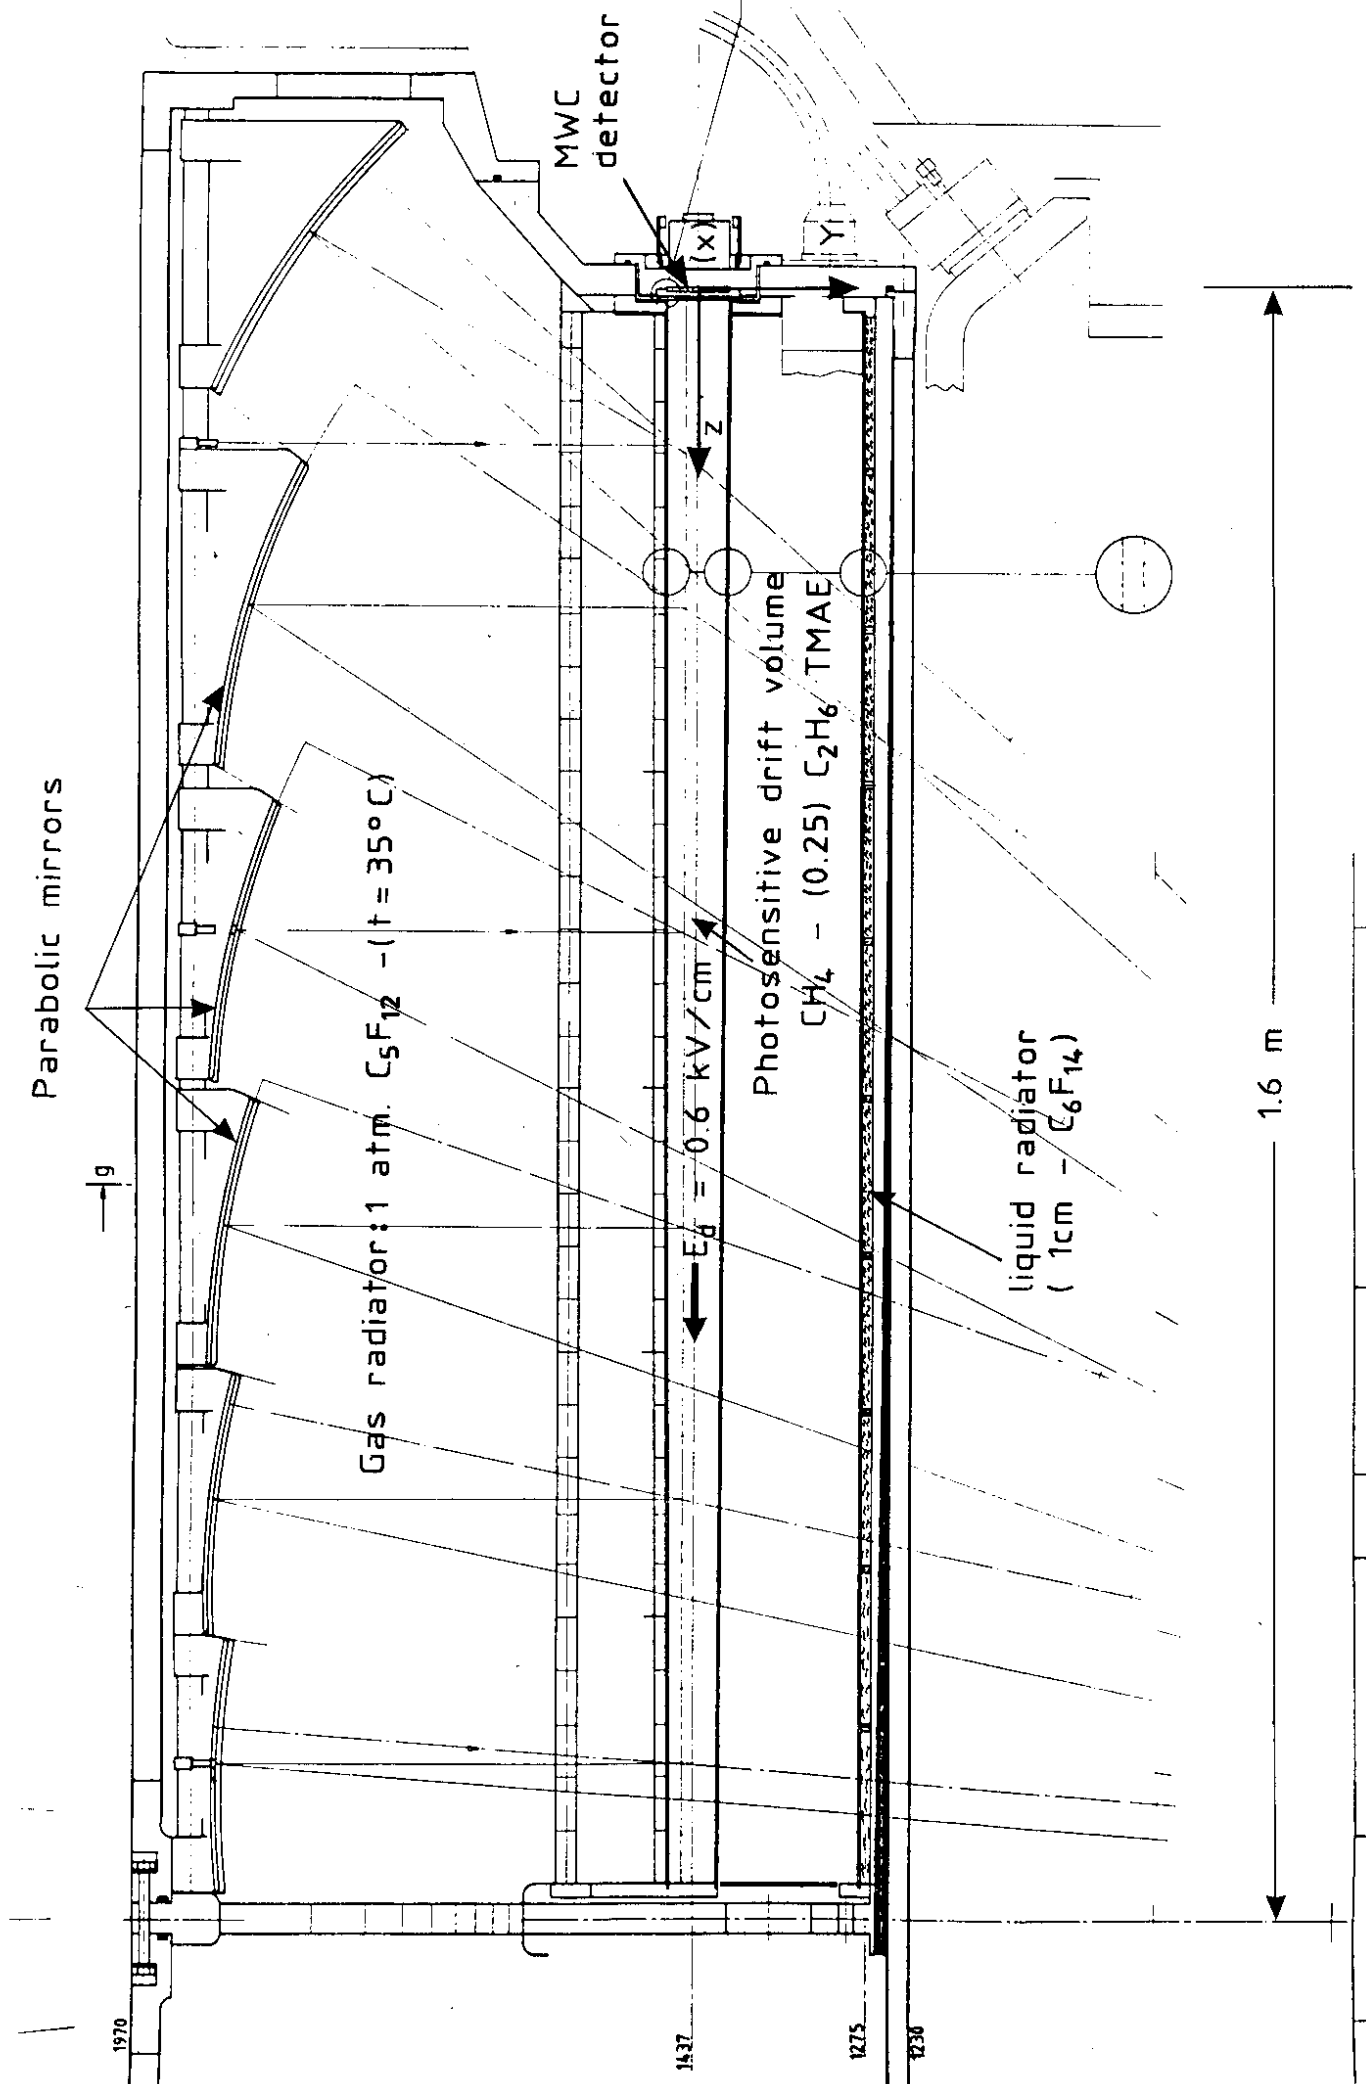 Parabolic mirrors
g
Gas radiator: 1 atm. C₅F₁₂ -(t = 35°C)
MWC
detector
(x)
Y
z
E_d = 0.6 kV/cm
Photosensitive drift volume
CH₄ - (0.25) C₂H₆ TMAE
liquid radiator
( 1cm - C₆F₁₄)
1.6 m
1970
1437
1275
1230